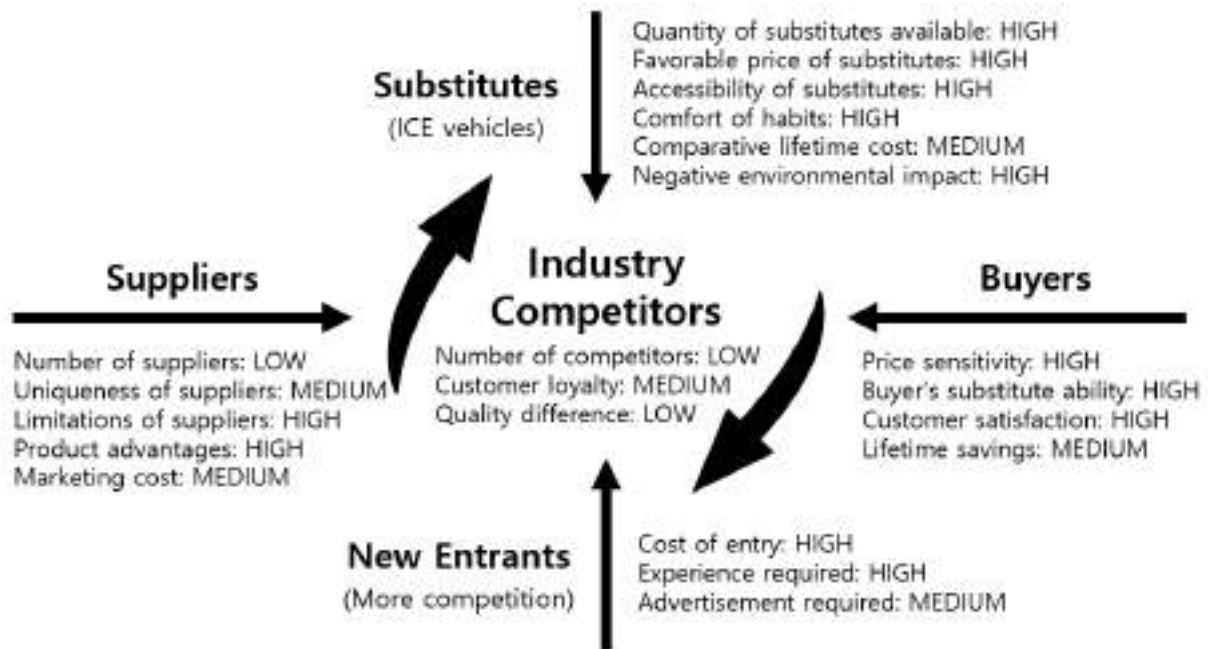 Substitutes
(ICE vehicles)
Quantity of substitutes available: HIGH
Favorable price of substitutes: HIGH
Accessibility of substitutes: HIGH
Comfort of habits: HIGH
Comparative lifetime cost: MEDIUM
Negative environmental impact: HIGH
Suppliers
Number of suppliers: LOW
Uniqueness of suppliers: MEDIUM
Limitations of suppliers: HIGH
Product advantages: HIGH
Marketing cost: MEDIUM
Industry
Competitors
Number of competitors: LOW
Customer loyalty: MEDIUM
Quality difference: LOW
Buyers
Price sensitivity: HIGH
Buyer's substitute ability: HIGH
Customer satisfaction: HIGH
Lifetime savings: MEDIUM
New Entrants
(More competition)
Cost of entry: HIGH
Experience required: HIGH
Advertisement required: MEDIUM